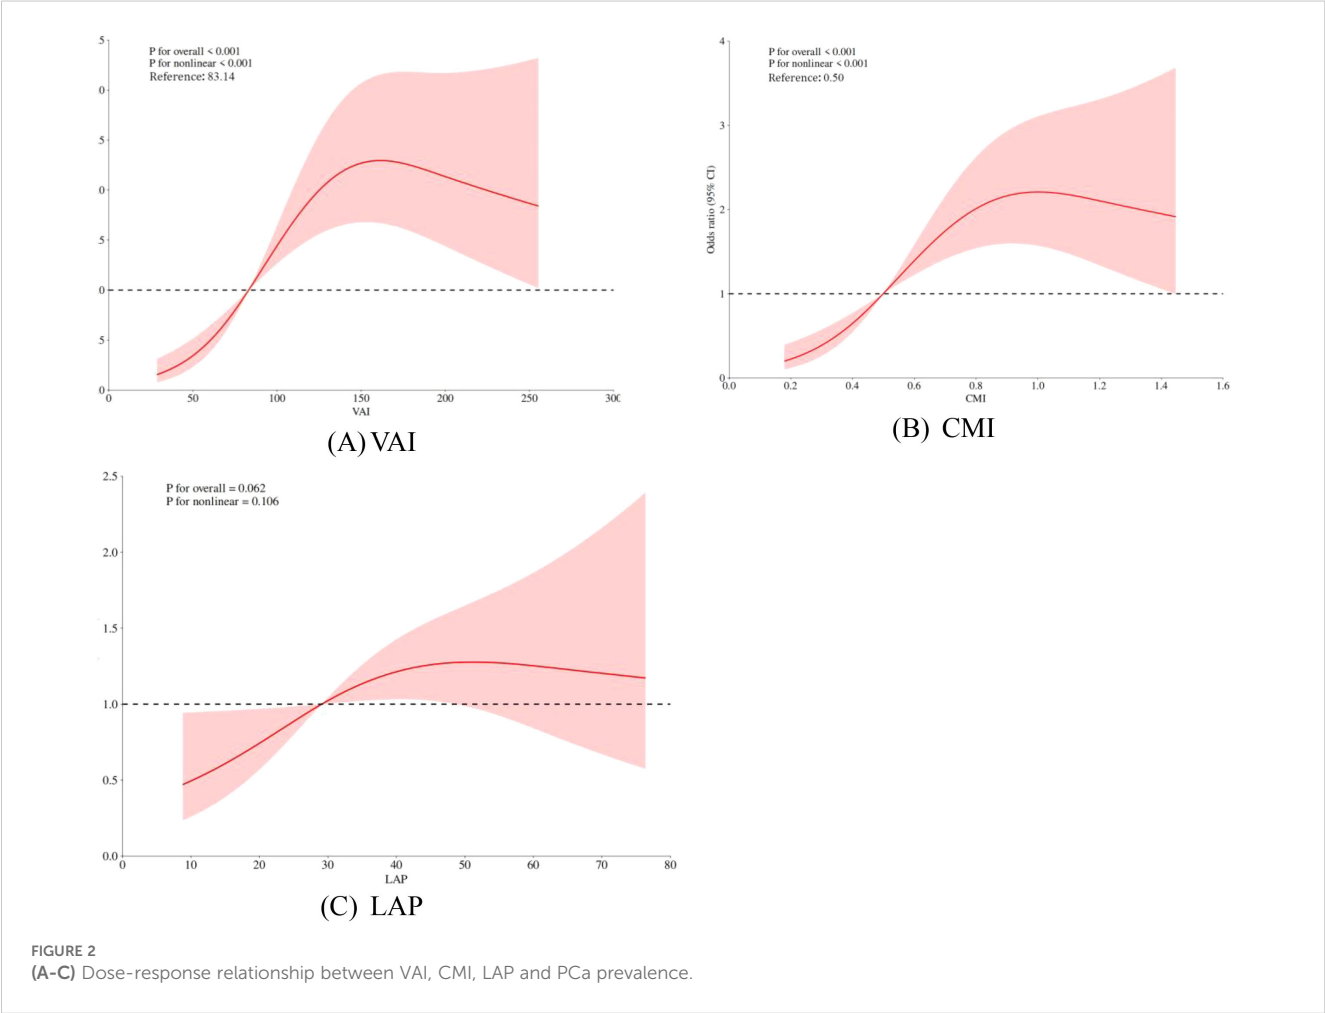 P for overall < 0.001
P for nonlinear < 0.001
Reference: 83.14
5
0
5
0
5
0
5
0
0 50 100 150 200 250 300
VAI
(A) VAI
P for overall < 0.001
P for nonlinear < 0.001
Reference: 0.50
Odds ratio (95% CI)
4
3
2
1
0
0.0 0.2 0.4 0.6 0.8 1.0 1.2 1.4 1.6
CMI
(B) CMI
P for overall = 0.062
P for nonlinear = 0.106
2.5
2.0
1.5
1.0
0.5
0.0
0 10 20 30 40 50 60 70 80
LAP
(C) LAP
FIGURE 2
(A-C) Dose-response relationship between VAI, CMI, LAP and PCa prevalence.